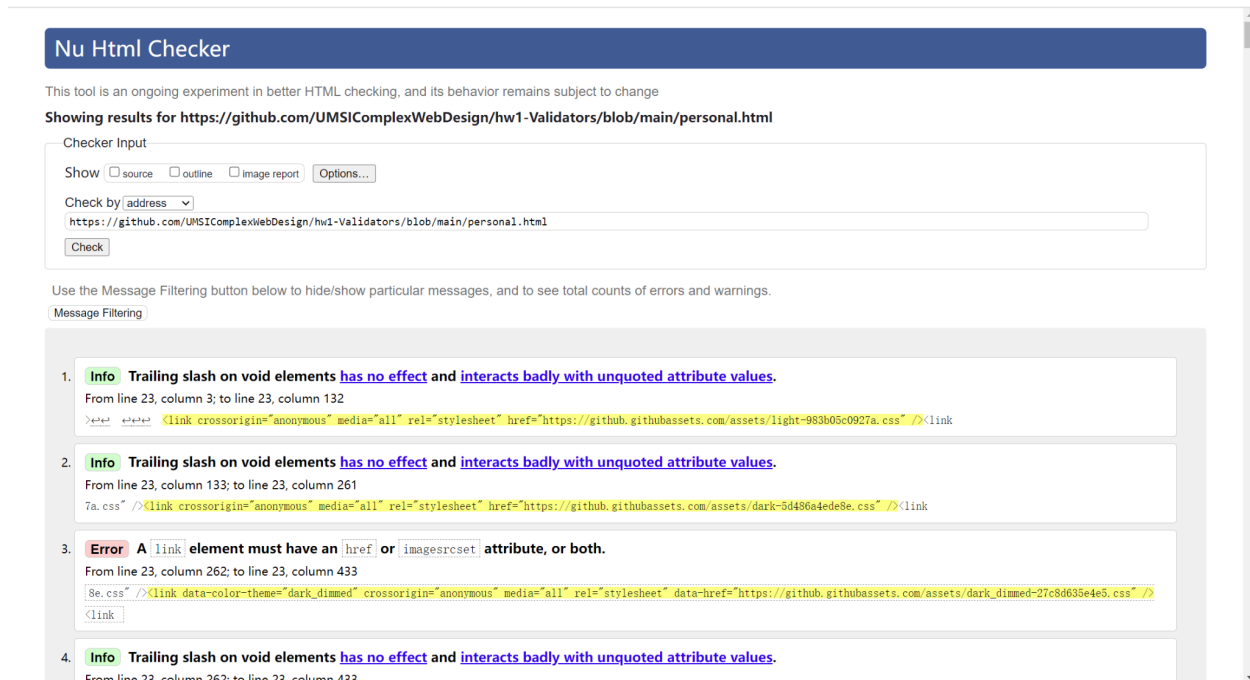 Nu Html Checker
This tool is an ongoing experiment in better HTML checking, and its behavior remains subject to change
Showing results for https://github.com/UMSIComplexWebDesign/hw1-Validators/blob/main/personal.html
Checker Input
Show source outline image report Options...
Check by address
https://github.com/UMSIComplexWebDesign/hw1-Validators/blob/main/personal.html
Check
Use the Message Filtering button below to hide/show particular messages, and to see total counts of errors and warnings.
Message Filtering
1. Info Trailing slash on void elements has no effect and interacts badly with unquoted attribute values.
From line 23, column 3; to line 23, column 132
>↩↩ ↩↩↩ <link crossorigin="anonymous" media="all" rel="stylesheet" href="https://github.githubassets.com/assets/light-983b05c0927a.css" /><link
2. Info Trailing slash on void elements has no effect and interacts badly with unquoted attribute values.
From line 23, column 133; to line 23, column 261
7a.css" /><link crossorigin="anonymous" media="all" rel="stylesheet" href="https://github.githubassets.com/assets/dark-5d486a4ede8e.css" /><link
3. Error A link element must have an href or imagesrcset attribute, or both.
From line 23, column 262; to line 23, column 433
8e.css" /><link data-color-theme="dark_dimmed" crossorigin="anonymous" media="all" rel="stylesheet" data-href="https://github.githubassets.com/assets/dark_dimmed-27c8d635e4e5.css" />
<link
4. Info Trailing slash on void elements has no effect and interacts badly with unquoted attribute values.
From line 23, column 262; to line 23, column 433